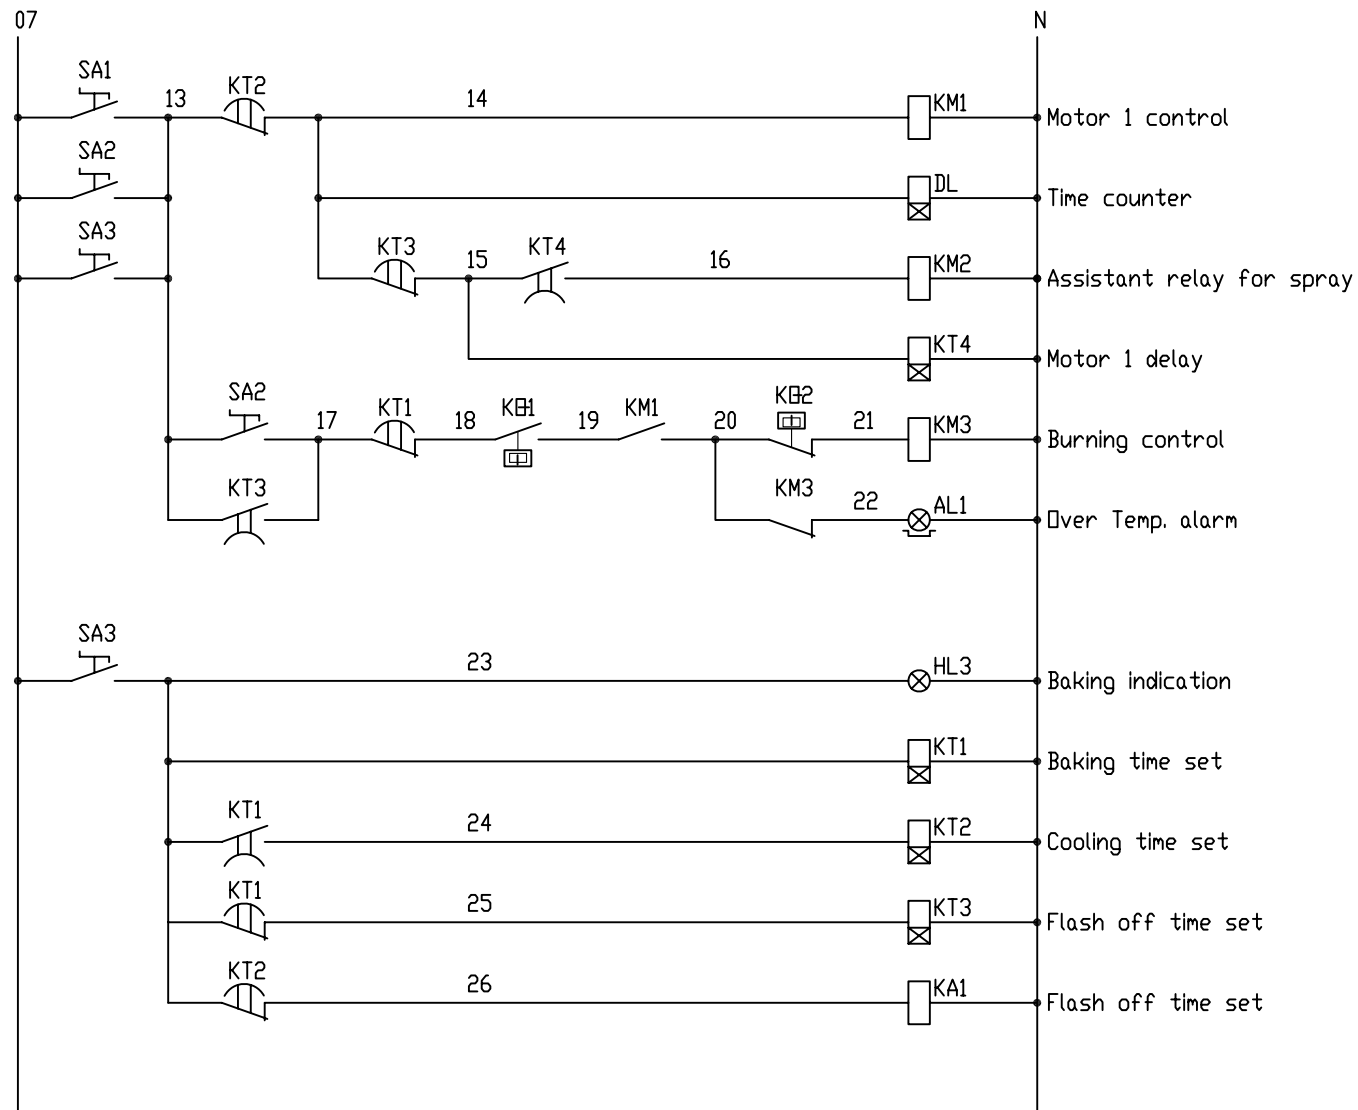 07 N
SA1 13 KT2 14 KM1 Motor 1 control
SA2 DL Time counter
SA3 KT3 15 KT4 16 KM2 Assistant relay for spray
KT4 Motor 1 delay
SA2 17 KT1 18 19 KM1 20 21 KM3 Burning control
KT3 KM3 22 AL1 Over Temp. alarm
SA3 23 HL3 Baking indication
KT1 Baking time set
KT1 24 KT2 Cooling time set
KT1 25 KT3 Flash off time set
KT2 26 KA1 Flash off time set